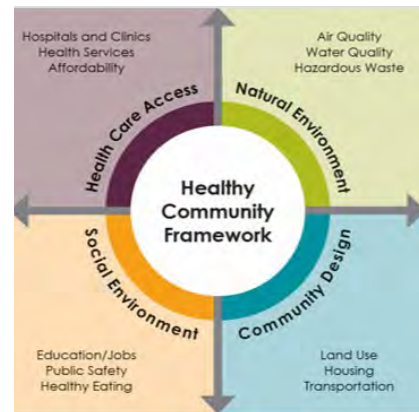 Hospitals and Clinics
Health Services
Affordability
Air Quality
Water Quality
Hazardous Waste
Health Care Access
Natural Environment
Healthy
Community
Framework
Social Environment
Community Design
Education/Jobs
Public Safety
Healthy Eating
Land Use
Housing
Transportation